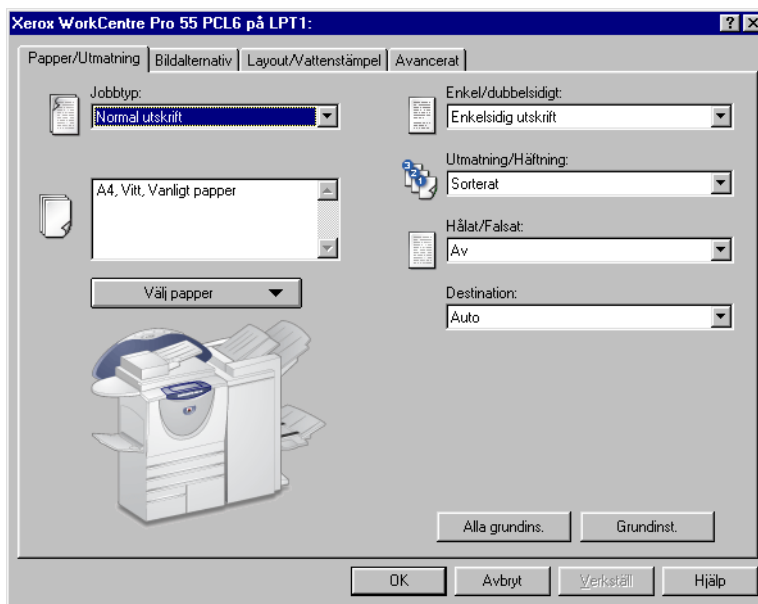 Xerox WorkCentre Pro 55 PCL6 på LPT1:
Papper/Utmatning
Bildalternativ
Layout/Vattenstämpel
Avancerat
Jobbtyp:
Normal utskrift
A4, Vitt, Vanligt papper
Välj papper
Enkel/dubbelsidigt:
Enkelsidig utskrift
Utmatning/Häftning:
Sorterat
Hålat/Falsat:
Av
Destination:
Auto
Alla grundins.
Grundinst.
OK
Avbryt
Verkställ
Hjälp